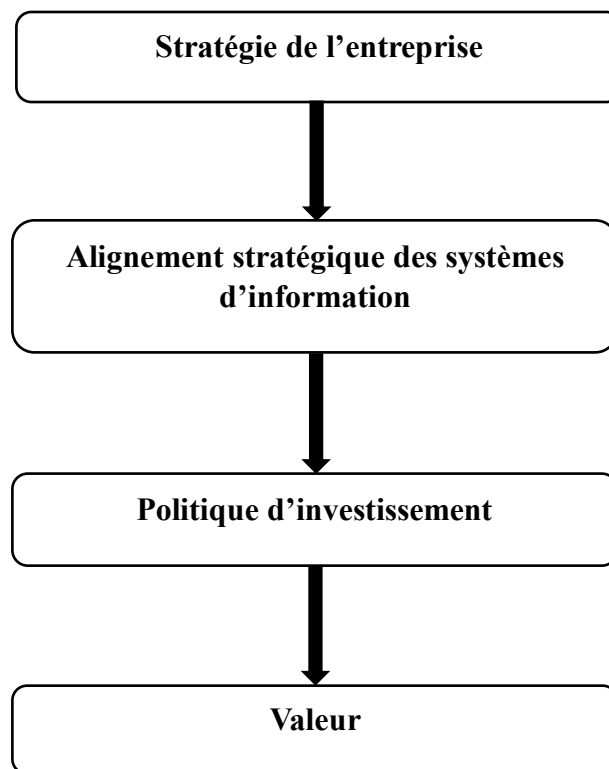 Stratégie de l’entreprise
Alignement stratégique des systèmes
d’information
Politique d’investissement
Valeur